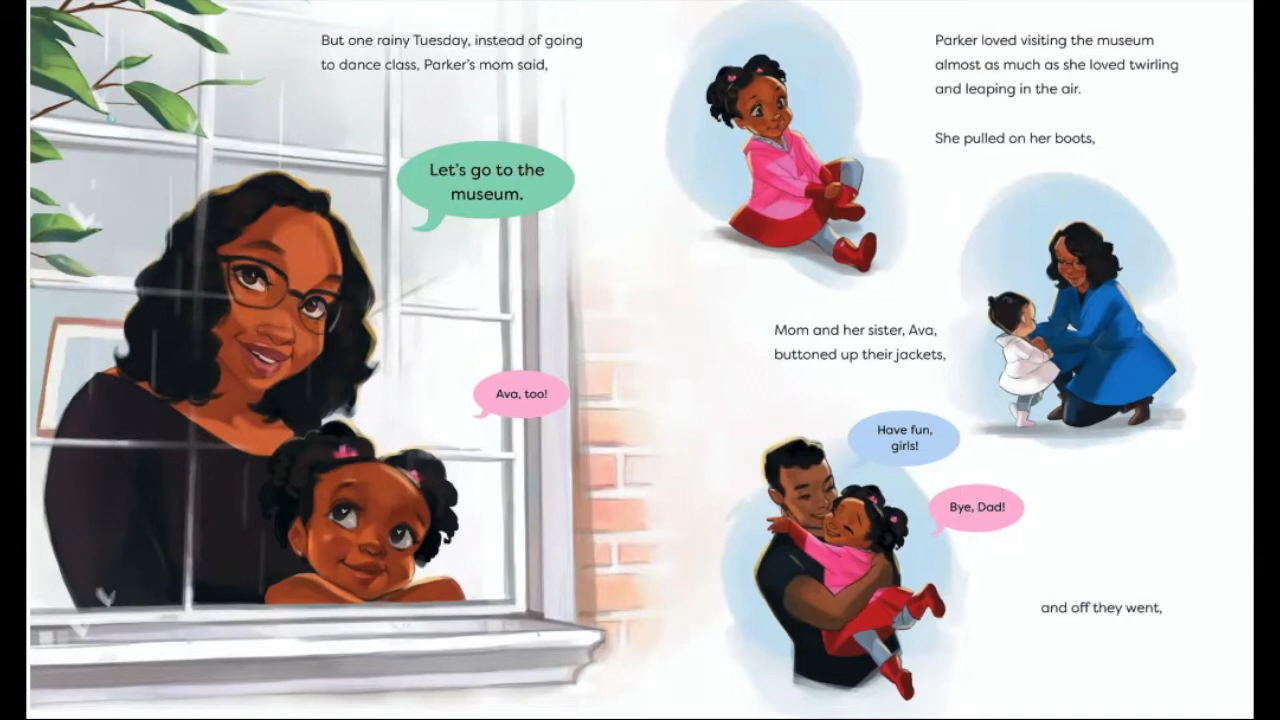 But one rainy Tuesday, instead of going
to dance class, Parker's mom said,
Let's go to the
museum.
Ava, too!
Parker loved visiting the museum
almost as much as she loved twirling
and leaping in the air.
She pulled on her boots,
Mom and her sister, Ava,
buttoned up their jackets,
Have fun,
girls!
Bye, Dad!
and off they went,